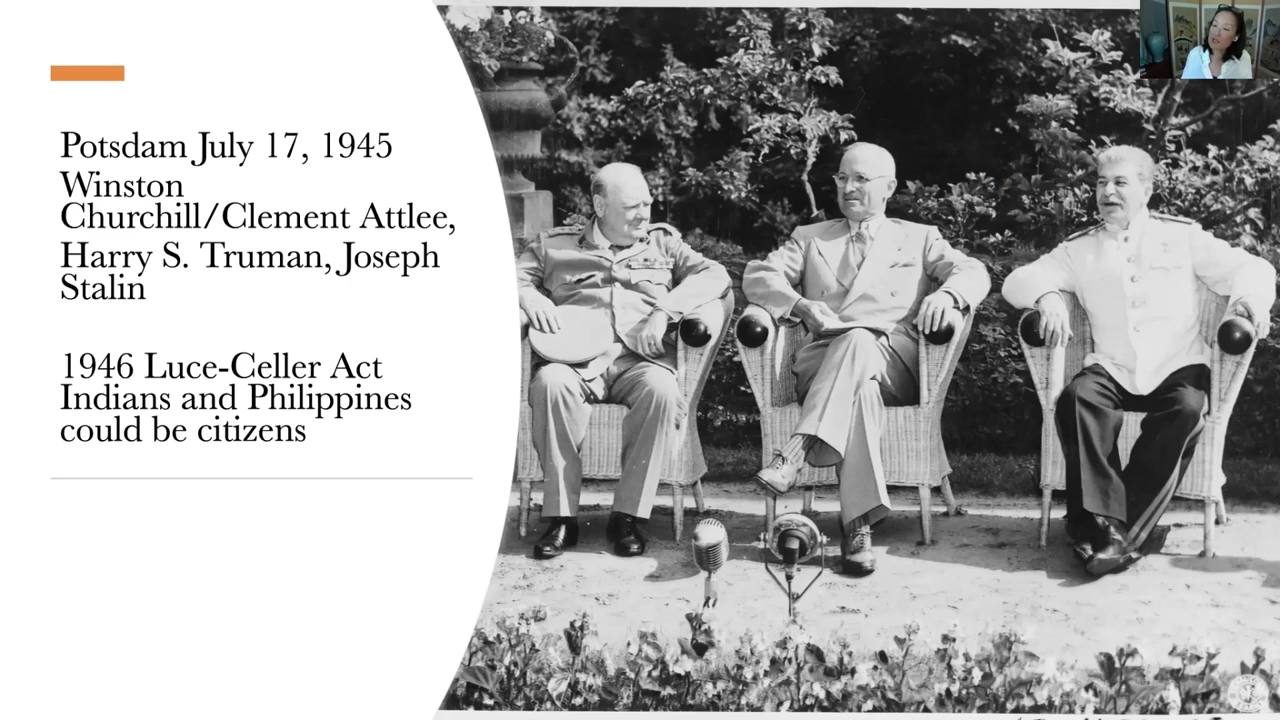 Potsdam July 17, 1945
Winston
Churchill/Clement Attlee,
Harry S. Truman, Joseph
Stalin
1946 Luce-Celler Act
Indians and Philippines
could be citizens